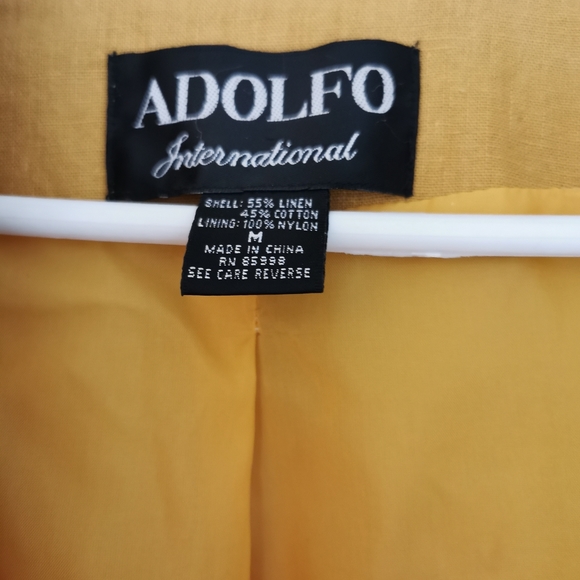 ADOLFO
International
SHELL: 55% LINEN
45% COTTON
LINING: 100% NYLON
M
MADE IN CHINA
RN 85998
SEE CARE REVERSE